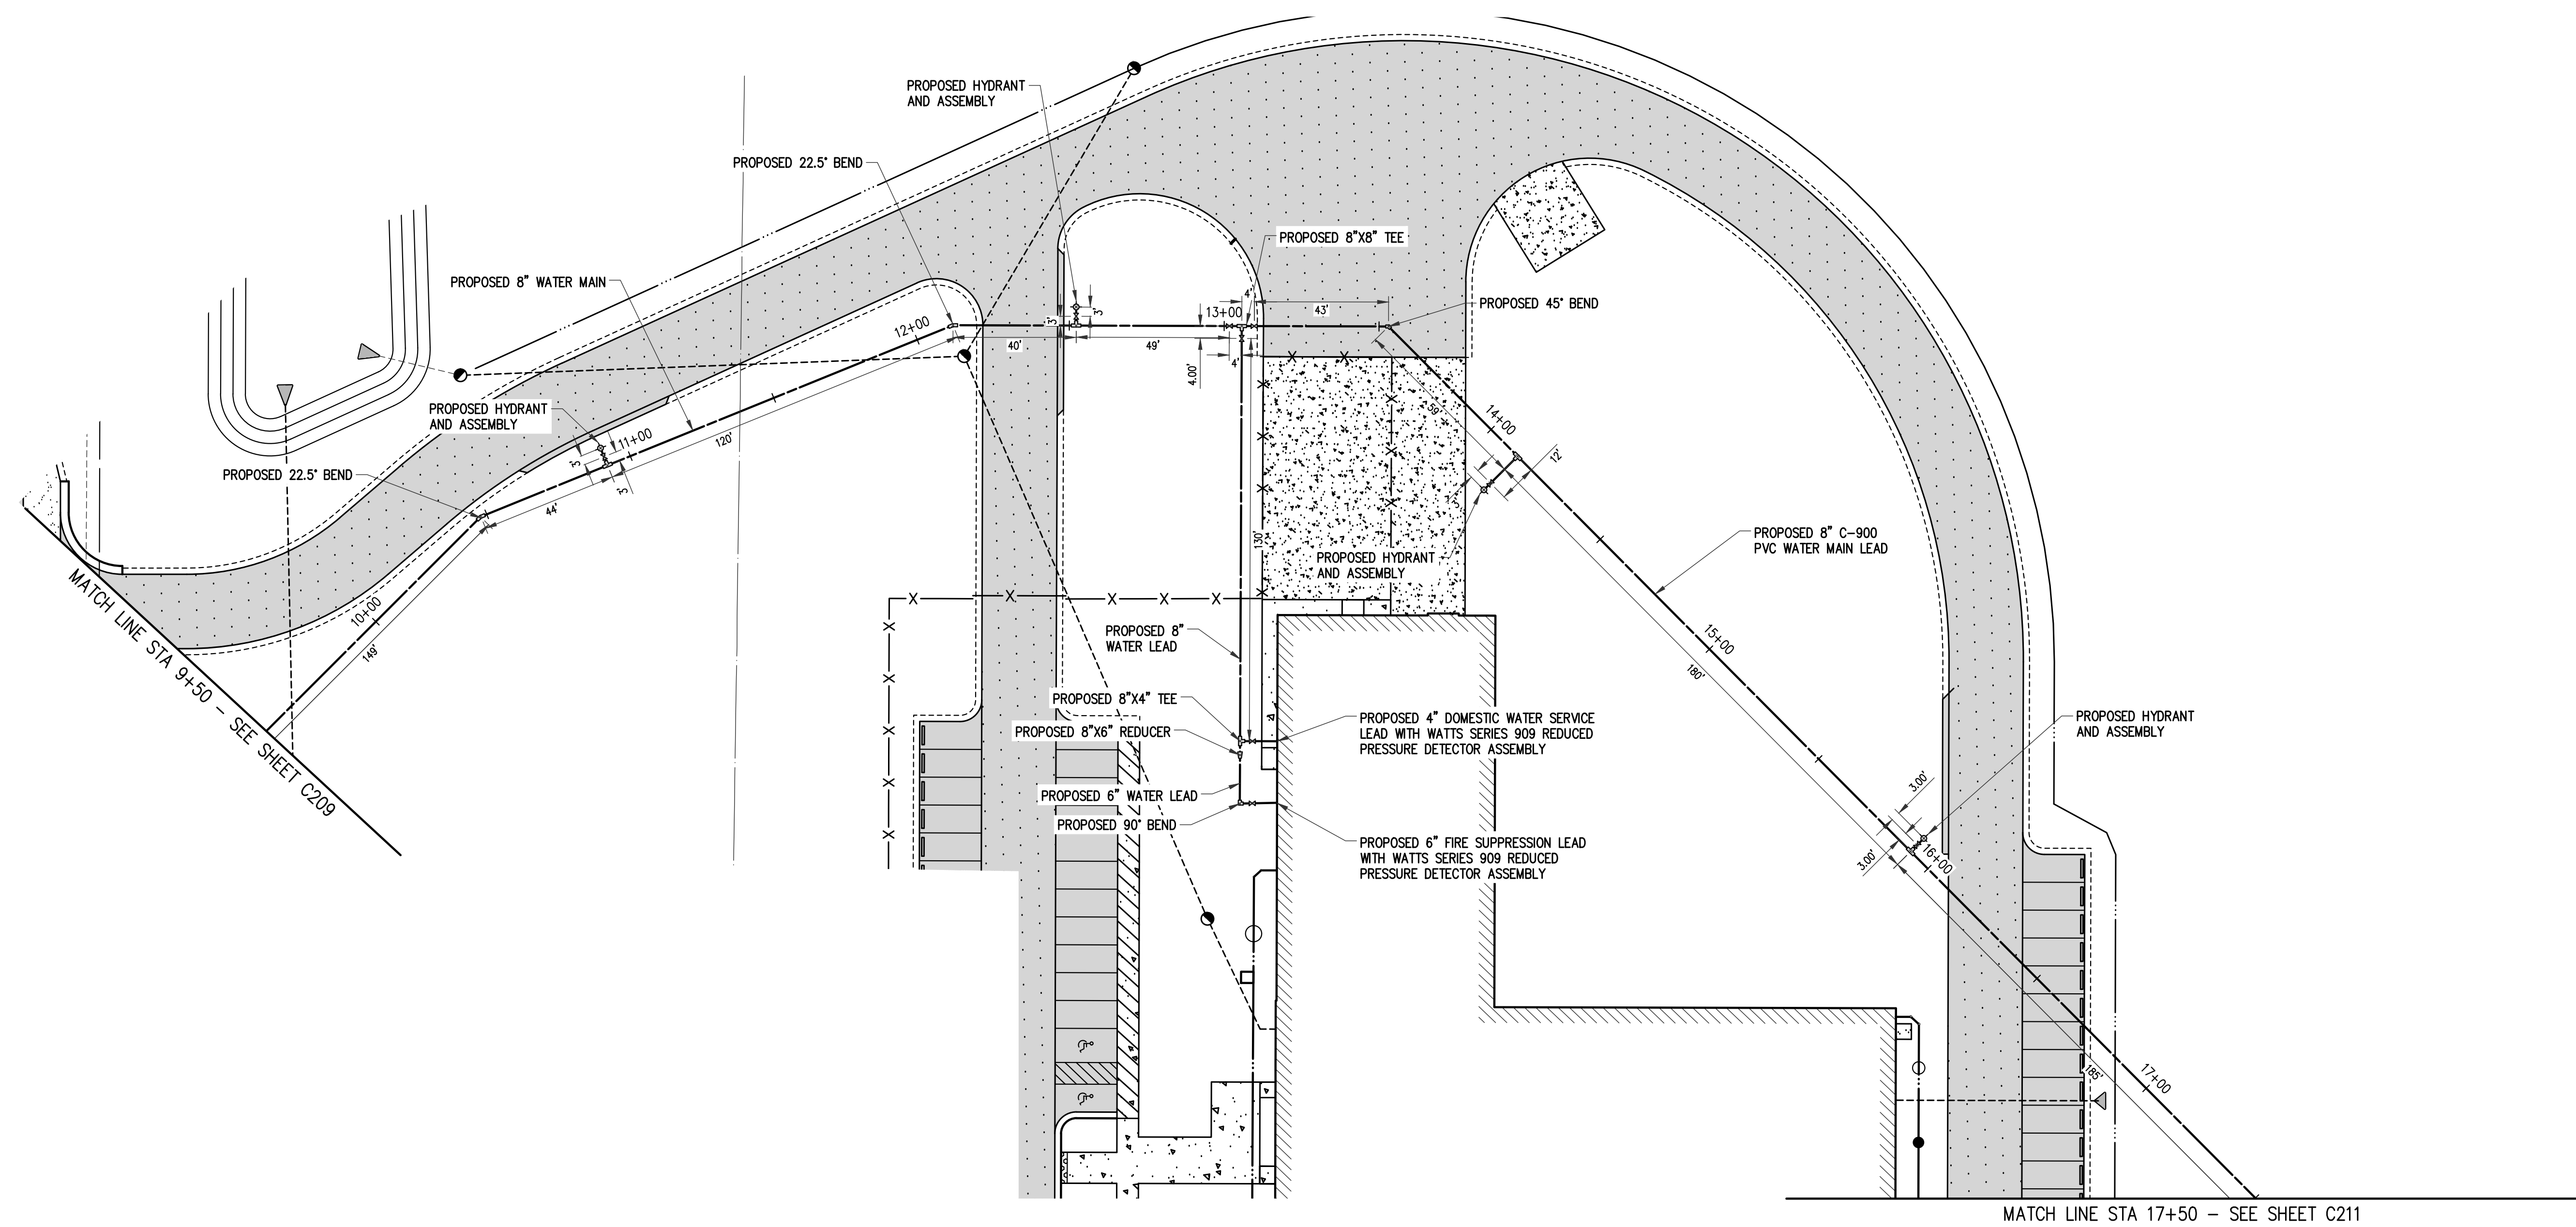 PROPOSED HYDRANT
AND ASSEMBLY
PROPOSED 22.5° BEND
PROPOSED 8"X8" TEE
PROPOSED 8" WATER MAIN
PROPOSED 45° BEND
4'
43'
13+00
3'
3'
12+00
40'
49'
4'
4.00'
PROPOSED HYDRANT
AND ASSEMBLY
11+00
120'
3'
3'
59'
14+00
12'
PROPOSED 22.5° BEND
44'
130'
PROPOSED HYDRANT
AND ASSEMBLY
PROPOSED 8" C-900
PVC WATER MAIN LEAD
MATCH LINE STA 9+50 - SEE SHEET C209
10+00
149'
PROPOSED 8"
WATER LEAD
15+00
180'
PROPOSED 8"X4" TEE
PROPOSED 8"X6" REDUCER
PROPOSED 4" DOMESTIC WATER SERVICE
LEAD WITH WATTS SERIES 909 REDUCED
PRESSURE DETECTOR ASSEMBLY
PROPOSED HYDRANT
AND ASSEMBLY
PROPOSED 6" WATER LEAD
PROPOSED 90° BEND
PROPOSED 6" FIRE SUPPRESSION LEAD
WITH WATTS SERIES 909 REDUCED
PRESSURE DETECTOR ASSEMBLY
3.00'
3.00'
16+00
185'
17+00
MATCH LINE STA 17+50 - SEE SHEET C211